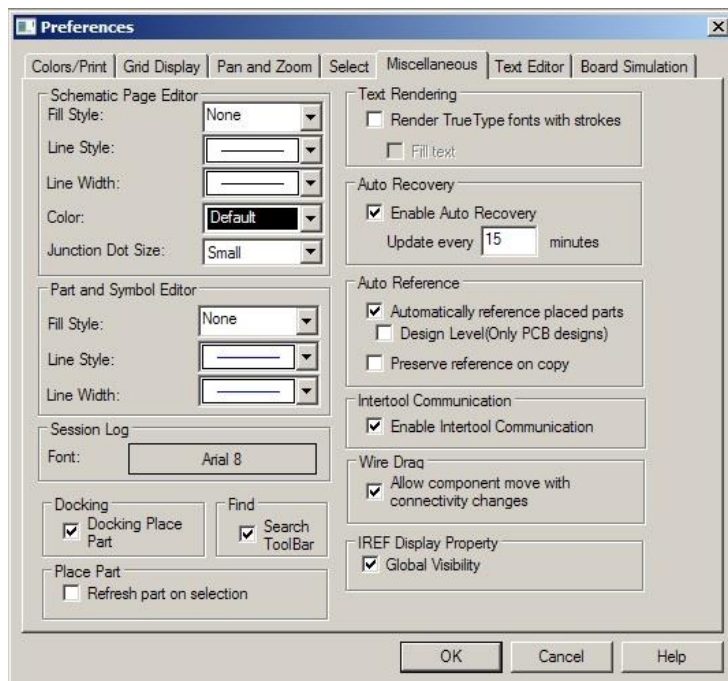 Preferences
Colors/Print Grid Display Pan and Zoom Select Miscellaneous Text Editor Board Simulation
Schematic Page Editor
Fill Style: None
Line Style:
Line Width:
Color: Default
Junction Dot Size: Small
Part and Symbol Editor
Fill Style: None
Line Style:
Line Width:
Session Log
Font: Arial 8
Docking
Docking Place
Part
Find
Search
ToolBar
Place Part
Refresh part on selection
Text Rendering
Render TrueType fonts with strokes
Fill text
Auto Recovery
Enable Auto Recovery
Update every 15 minutes
Auto Reference
Automatically reference placed parts
Design Level(Only PCB designs)
Preserve reference on copy
Intertool Communication
Enable Intertool Communication
Wire Drag
Allow component move with
connectivity changes
IREF Display Property
Global Visibility
OK Cancel Help